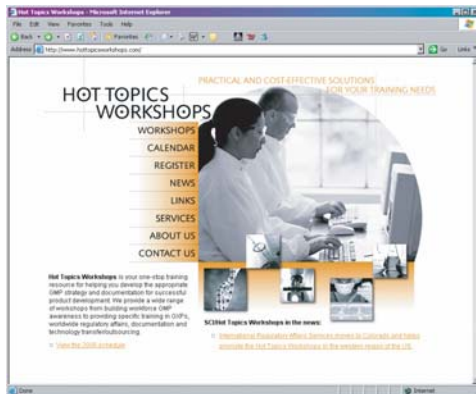 Hot Topics Workshops - Microsoft Internet Explorer
File Edit View Favorites Tools Help
Back Favorites
Address http://www.hottopicsworkshops.com/ Go Links
PRACTICAL AND COST-EFFECTIVE SOLUTIONS
FOR YOUR TRAINING NEEDS
HOT TOPICS
WORKSHOPS
WORKSHOPS
CALENDAR
REGISTER
NEWS
LINKS
SERVICES
ABOUT US
CONTACT US
Hot Topics Workshops is your one-stop training
resource for helping you develop the appropriate
GMP strategy and documentation for successful
product development. We provide a wide range
of workshops from building workforce GMP
awareness to providing specific training in GXPs,
worldwide regulatory affairs, documentation and
technology transfer/outsourcing.
View the schedule
SCI/Hot Topics Workshops in the news:
International Regulatory Affairs Services moves to Colorado and helps
promote the Hot Topics Workshops in the western region of the US.
Done
Internet